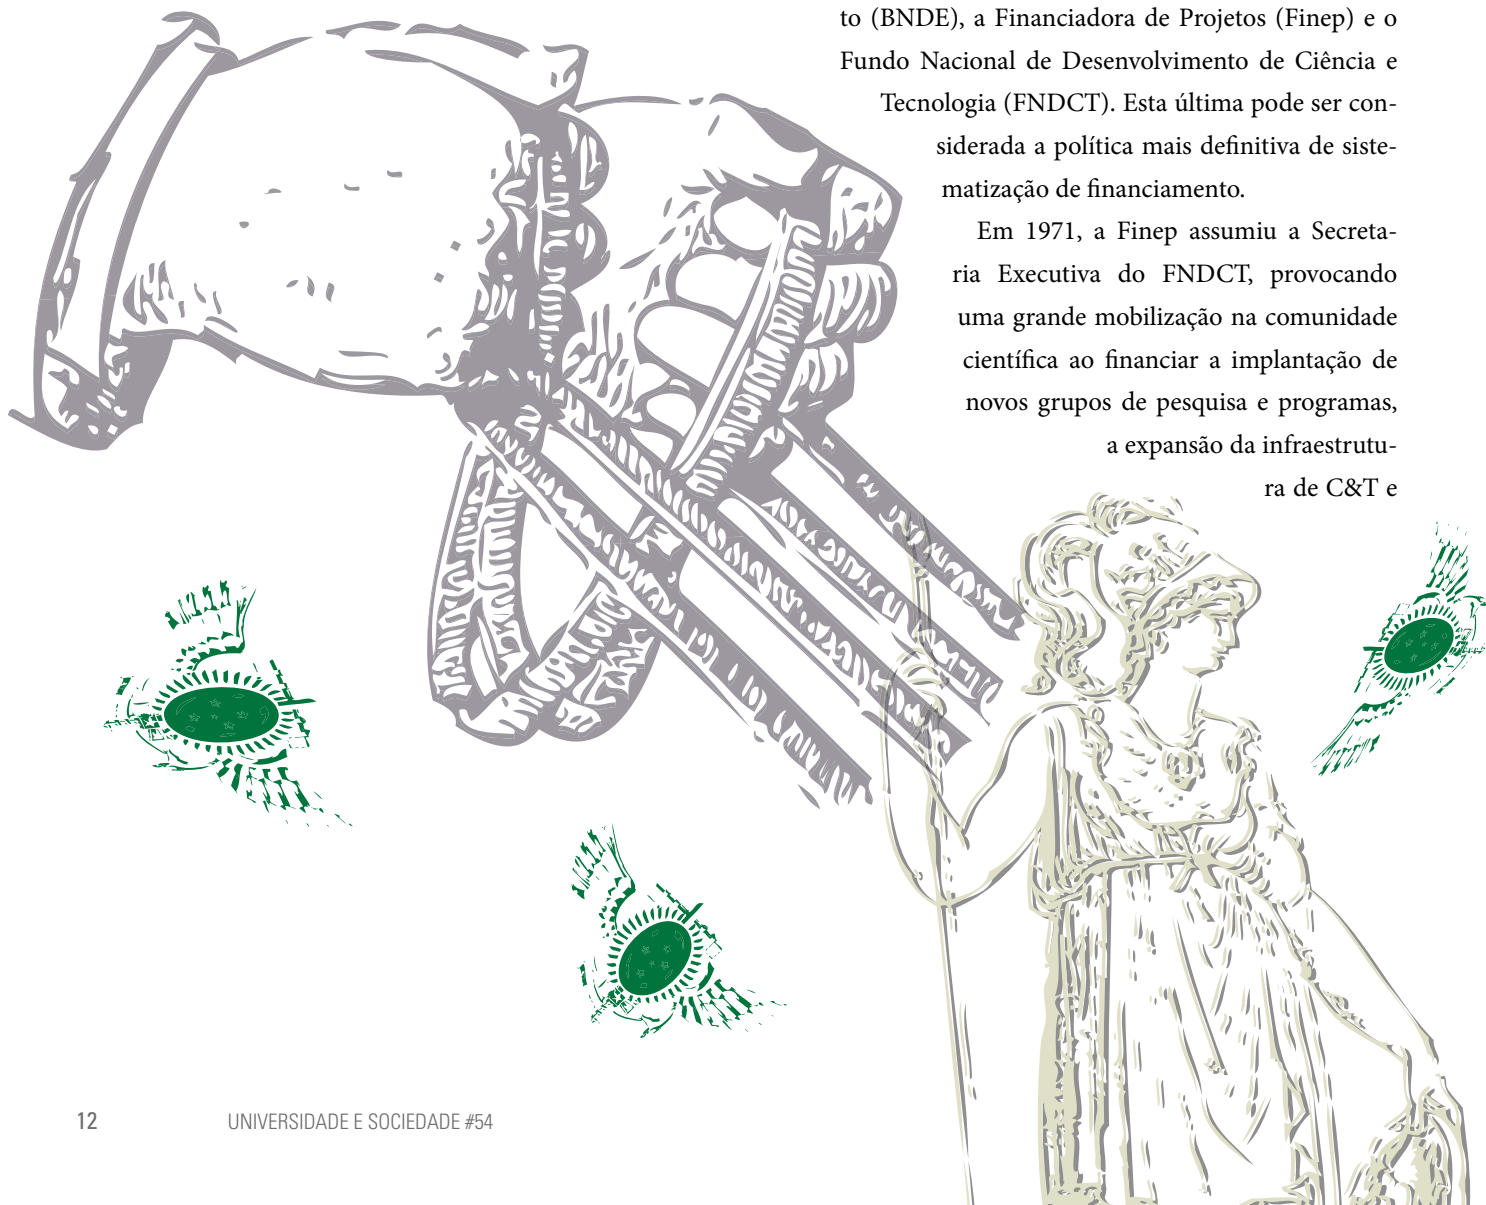 to (BNDE), a Financiadora de Projetos (Finep) e o
Fundo Nacional de Desenvolvimento de Ciência e
Tecnologia (FNDCT). Esta última pode ser con-
siderada a política mais definitiva de siste-
matização de financiamento.
Em 1971, a Finep assumiu a Secreta-
ria Executiva do FNDCT, provocando
uma grande mobilização na comunidade
científica ao financiar a implantação de
novos grupos de pesquisa e programas,
a expansão da infraestrutu-
ra de C&T e
12 UNIVERSIDADE E SOCIEDADE #54